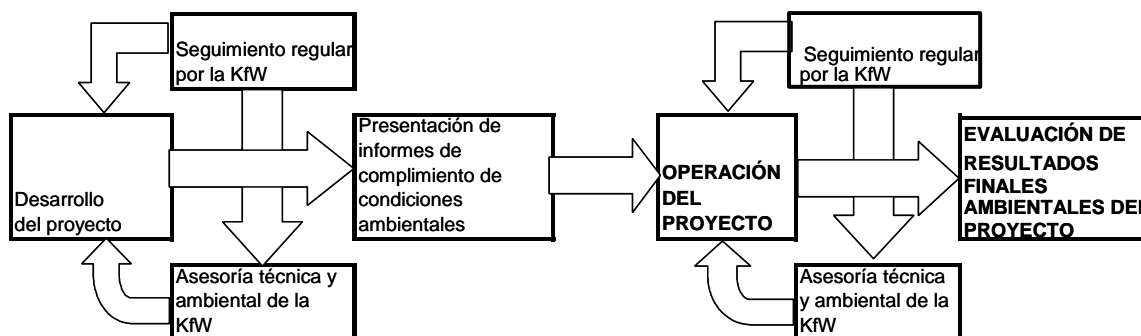 Seguimiento regular
por la KfW
Desarrollo
del proyecto
Asesoría técnica y
ambiental de la
KfW
Presentación de
informes de
complimiento de
condiciones
ambientales
Seguimiento regular
por la KfW
OPERACIÓN
DEL
PROYECTO
Asesoría técnica
y ambiental de la
KfW
EVALUACIÓN DE
RESULTADOS
FINALES
AMBIENTALES DEL
PROYECTO